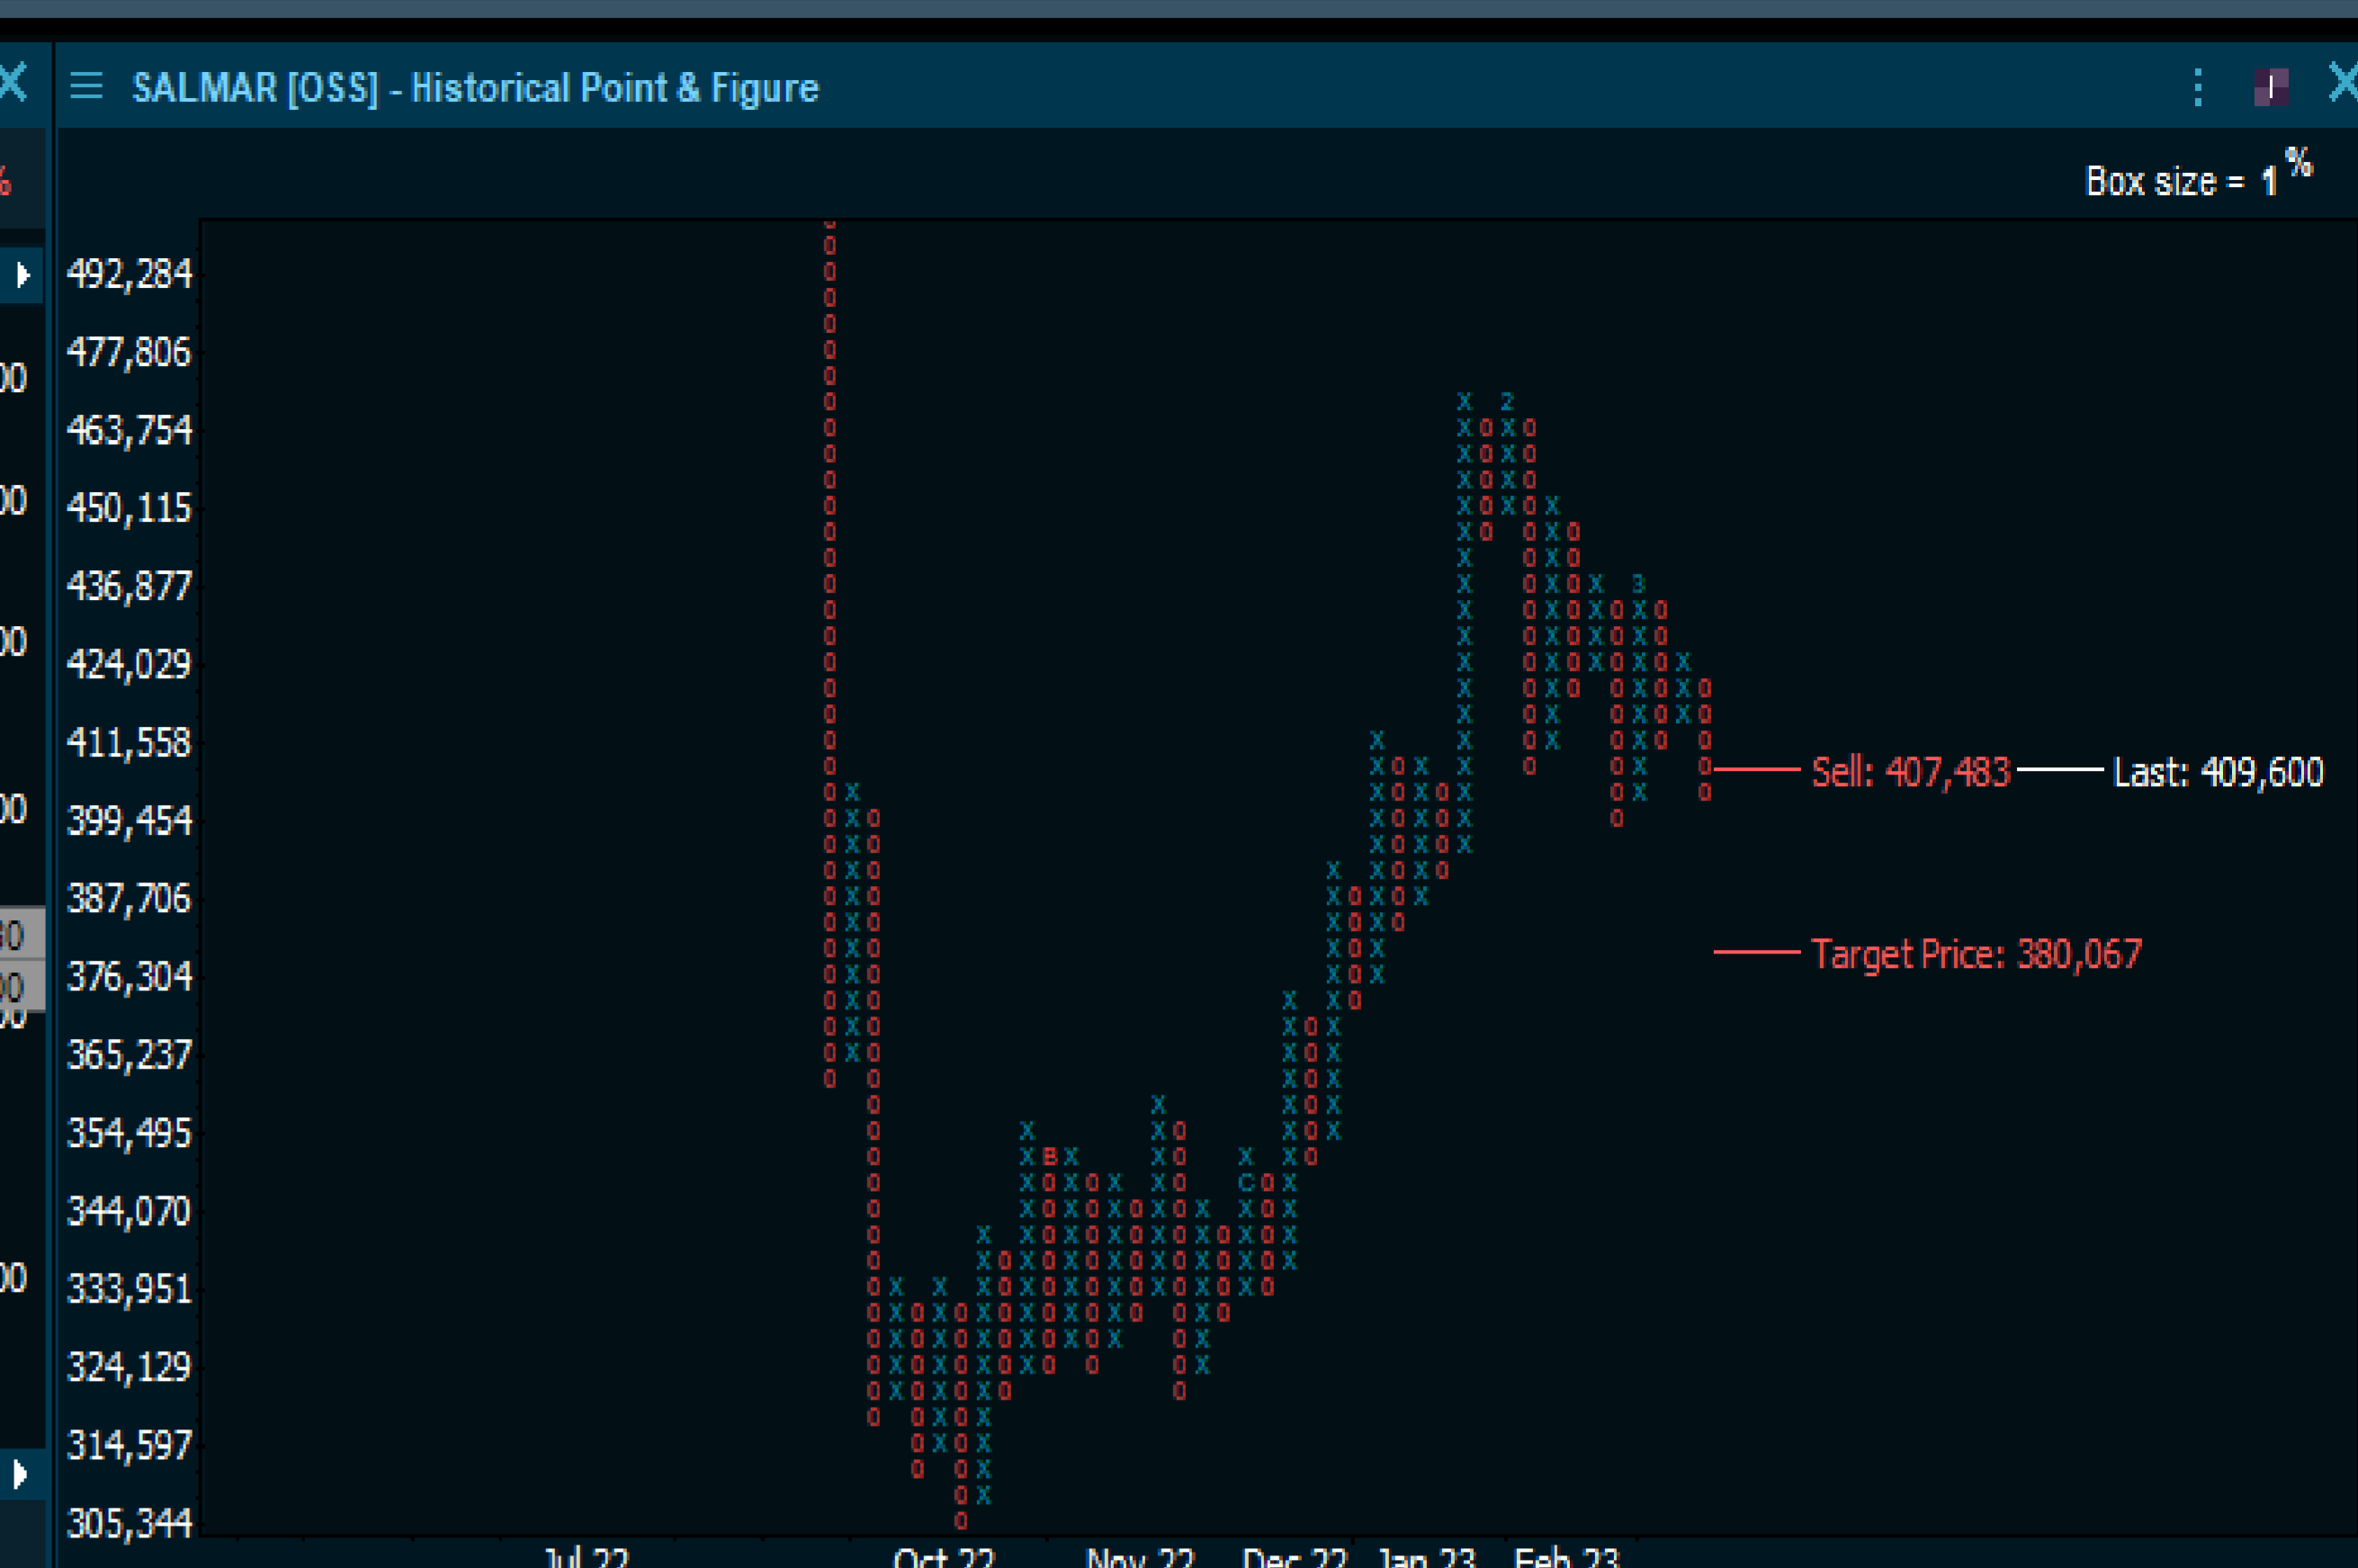 SALMAR [OSS] - Historical Point & Figure
Box size = 1 %
492,284
477,806
463,754
450,115
436,877
424,029
411,558
Sell: 407,483
Last: 409,600
399,454
387,706
Target Price: 380,067
376,304
365,237
354,495
344,070
333,951
324,129
314,597
305,344
Jul 22 Oct 22 Nov 22 Dec 22 Jan 23 Feb 23